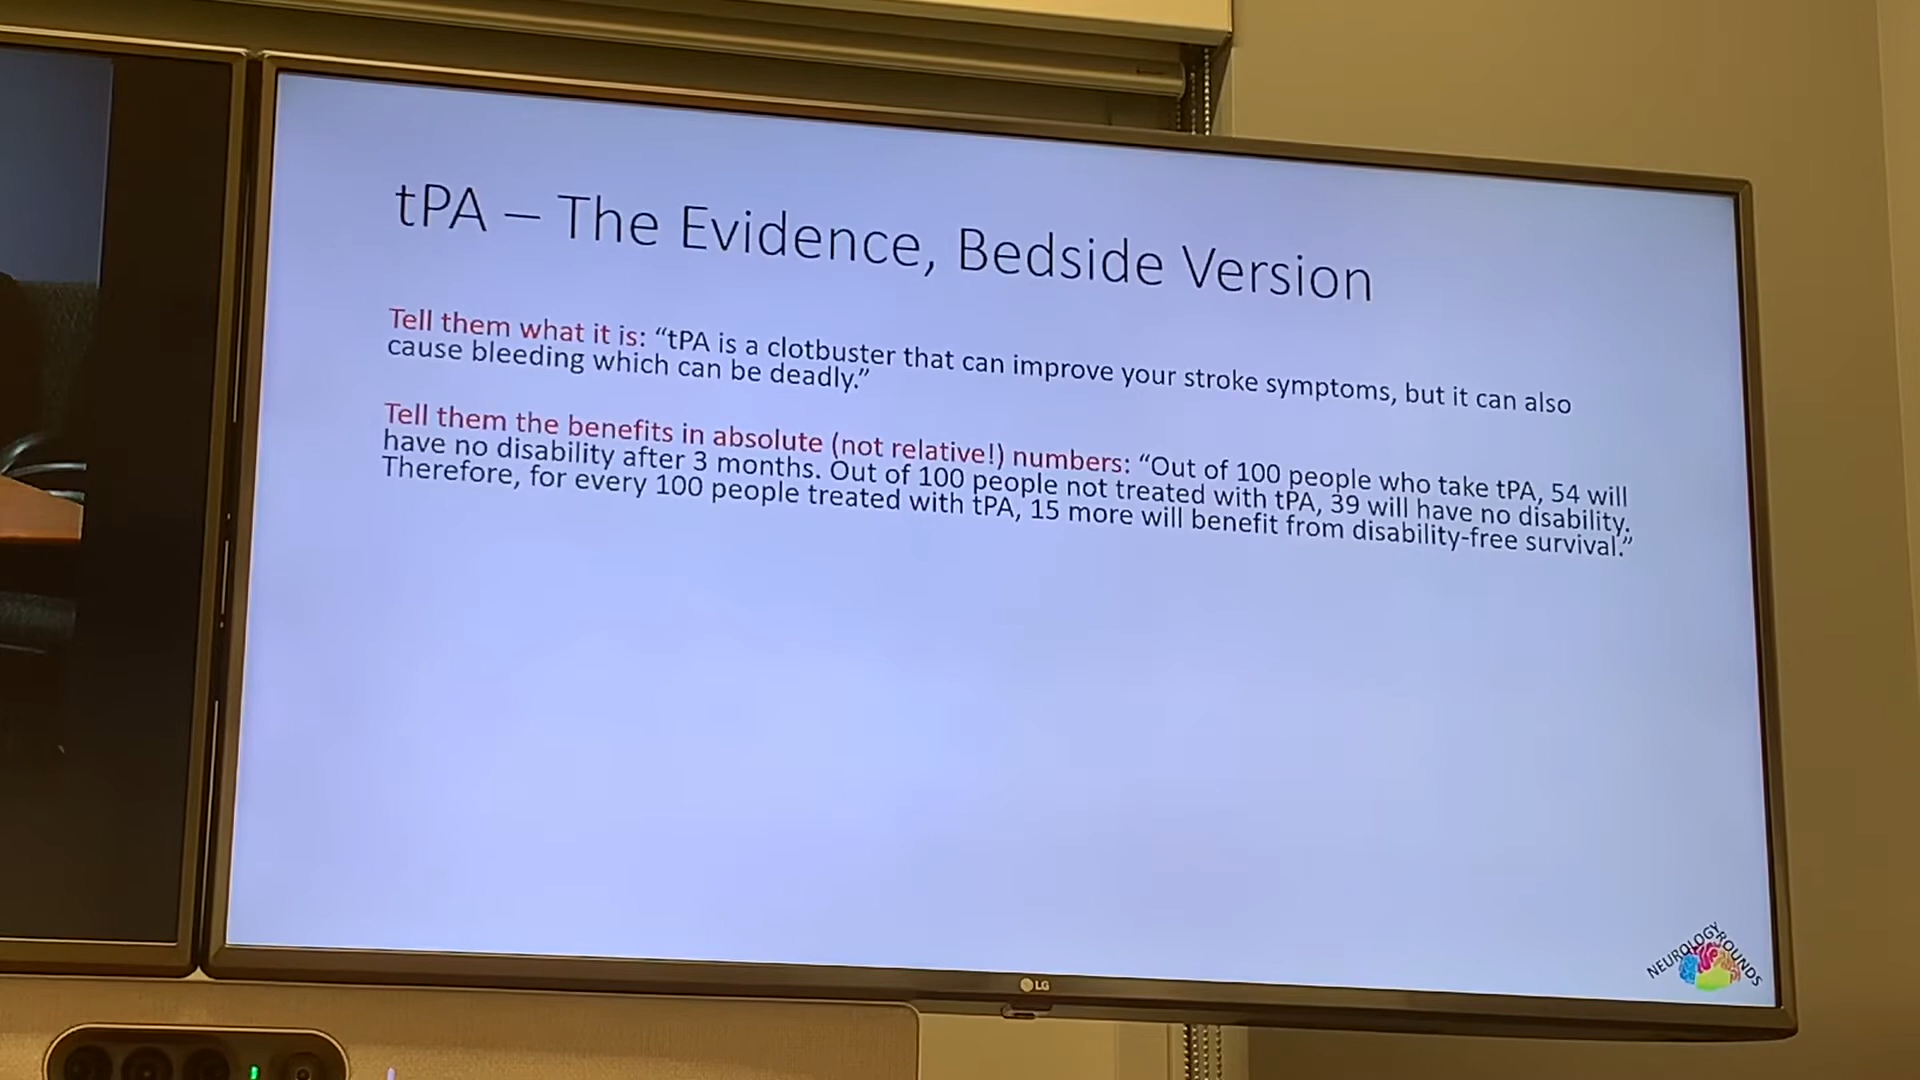 tPA – The Evidence, Bedside Version
Tell them what it is: “tPA is a clotbuster that can improve your stroke symptoms, but it can also
cause bleeding which can be deadly.”
Tell them the benefits in absolute (not relative!) numbers: “Out of 100 people who take tPA, 54 will
have no disability after 3 months. Out of 100 people not treated with tPA, 39 will have no disability.
Therefore, for every 100 people treated with tPA, 15 more will benefit from disability-free survival.”
NEUROLOGY ROUNDS
LG